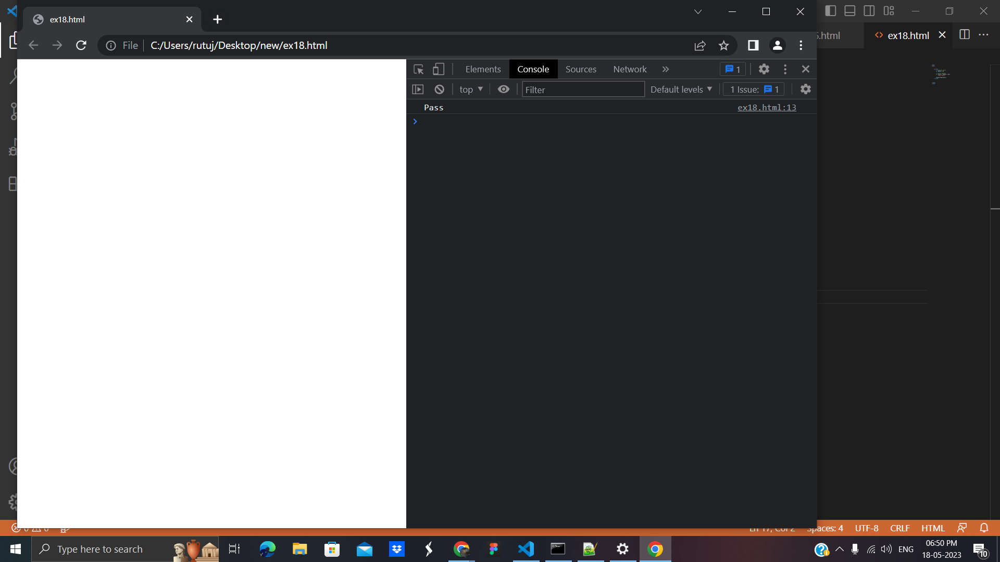 ex18.html
File
C:/Users/rutuj/Desktop/new/ex18.html
.html
ex18.html
Elements
Console
Sources
Network
1
top
Filter
Default levels
1 Issue:
1
Pass
ex18.html:13
Spaces: 4
UTF-8
CRLF
HTML
Type here to search
ENG
06:50 PM
18-05-2023
10